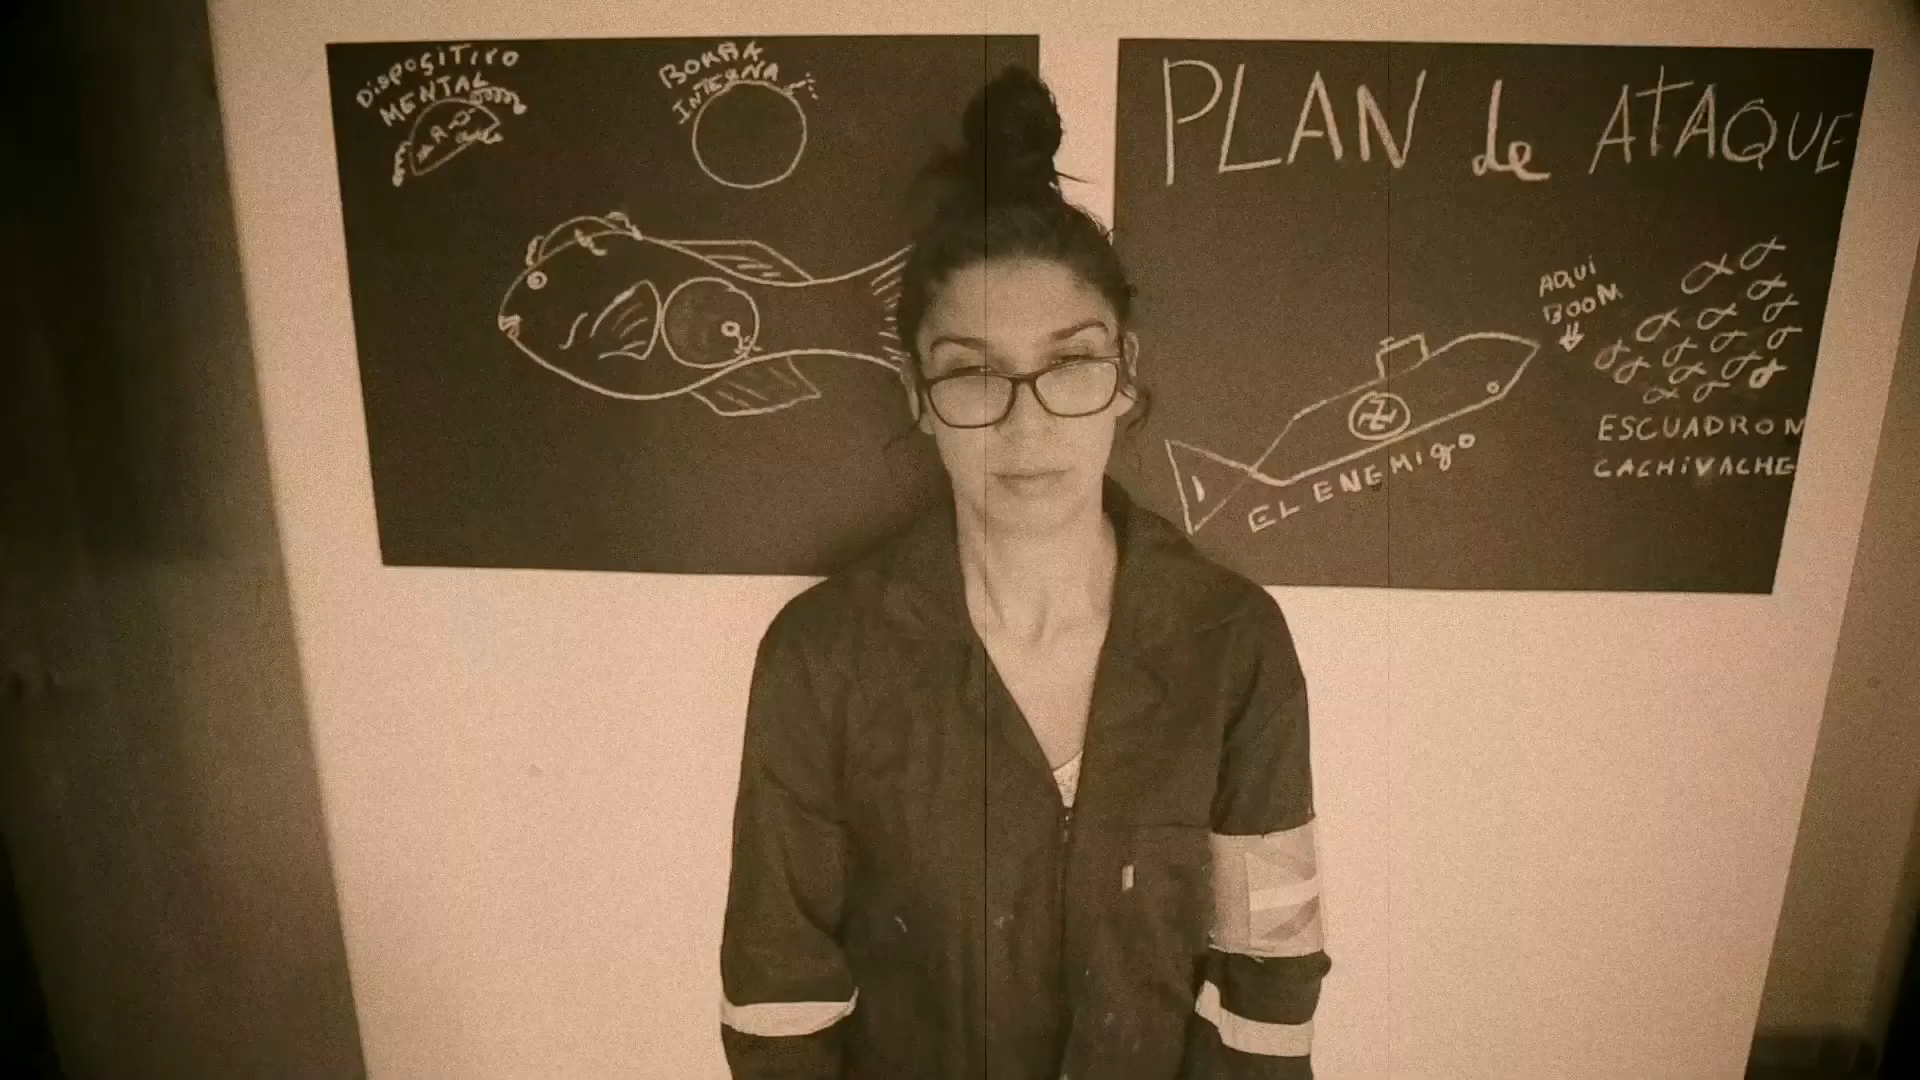 DiSPOSiTiVO
MENTAL
BOMBA
INTERNA
PLAN de ATAQUE
AQUI
BOOM
EL ENEMigo
ESCUADRON
CACHiVACHE